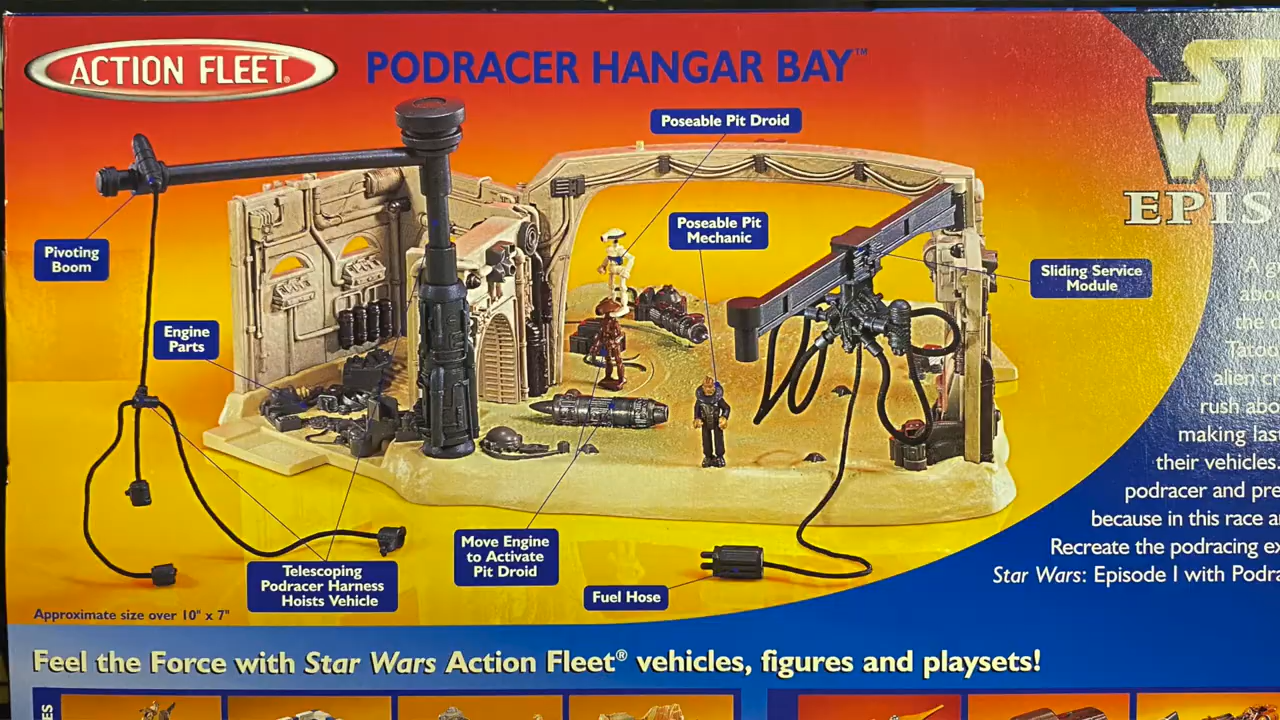 ACTION FLEET®
PODRACER HANGAR BAY™
Poseable Pit Droid
Poseable Pit
Mechanic
Pivoting
Boom
Sliding Service
Module
Engine
Parts
Move Engine
to Activate
Pit Droid
Telescoping
Podracer Harness
Hoists Vehicle
Fuel Hose
Approximate size over 10" x 7"
WA
EPIS
A g
abo
the
Tatoo
alien c
rush abo
making las
their vehicles.
podracer and pre
because in this race a
Recreate the podracing ex
Star Wars: Episode I with Podra
Feel the Force with Star Wars Action Fleet® vehicles, figures and playsets!
ES